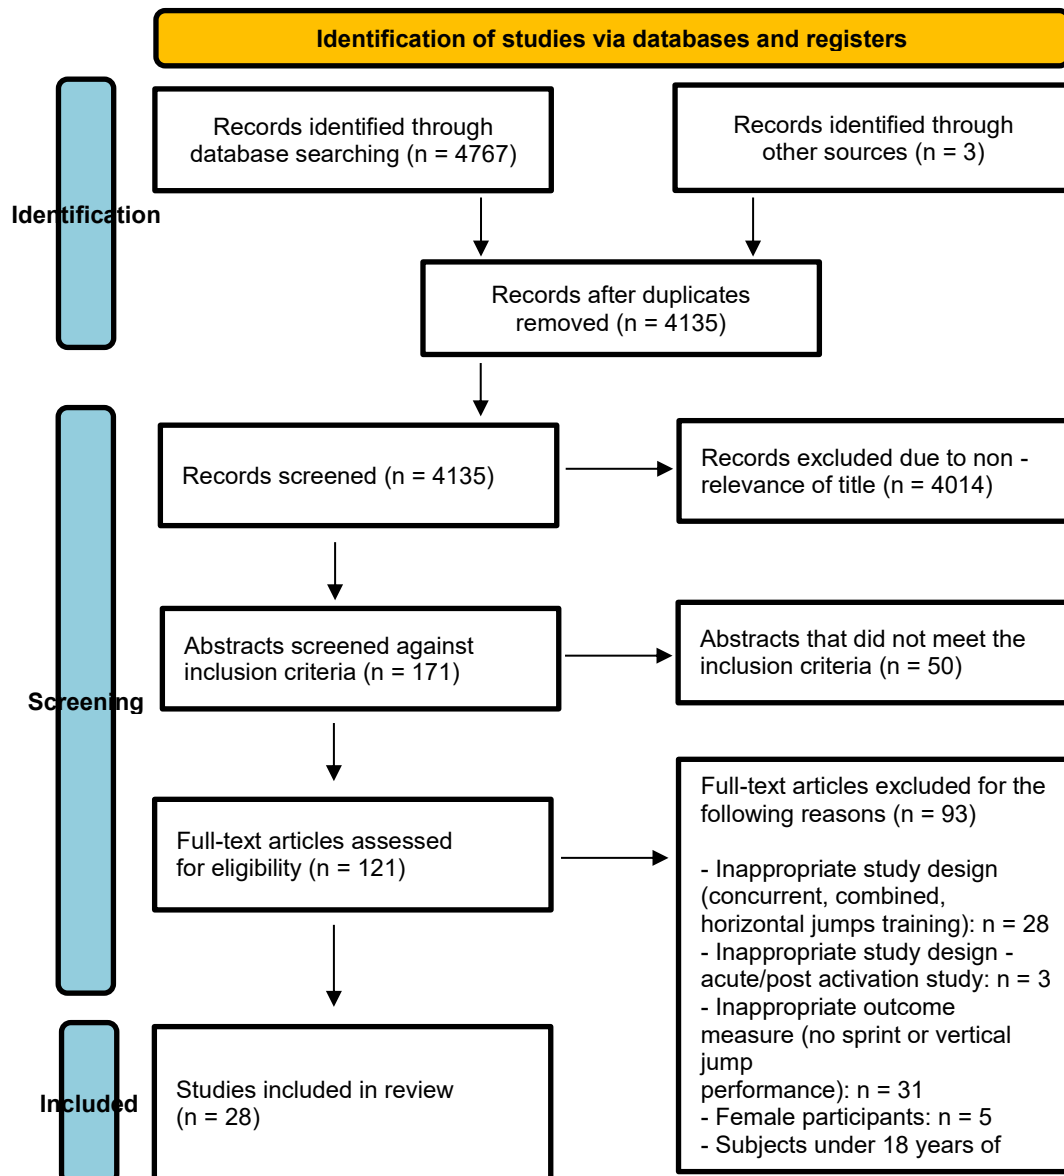 Identification of studies via databases and registers
Records identified through
database searching (n = 4767)
Records identified through
other sources (n = 3)
Identification
Records after duplicates
removed (n = 4135)
Records screened (n = 4135)
Records excluded due to non -
relevance of title (n = 4014)
Abstracts screened against
inclusion criteria (n = 171)
Abstracts that did not meet the
inclusion criteria (n = 50)
Screening
Full-text articles assessed
for eligibility (n = 121)
Full-text articles excluded for the
following reasons (n = 93)
- Inappropriate study design
(concurrent, combined,
horizontal jumps training): n = 28
- Inappropriate study design -
acute/post activation study: n = 3
- Inappropriate outcome
measure (no sprint or vertical
jump
performance): n = 31
- Female participants: n = 5
- Subjects under 18 years of
Included
Studies included in review
(n = 28)